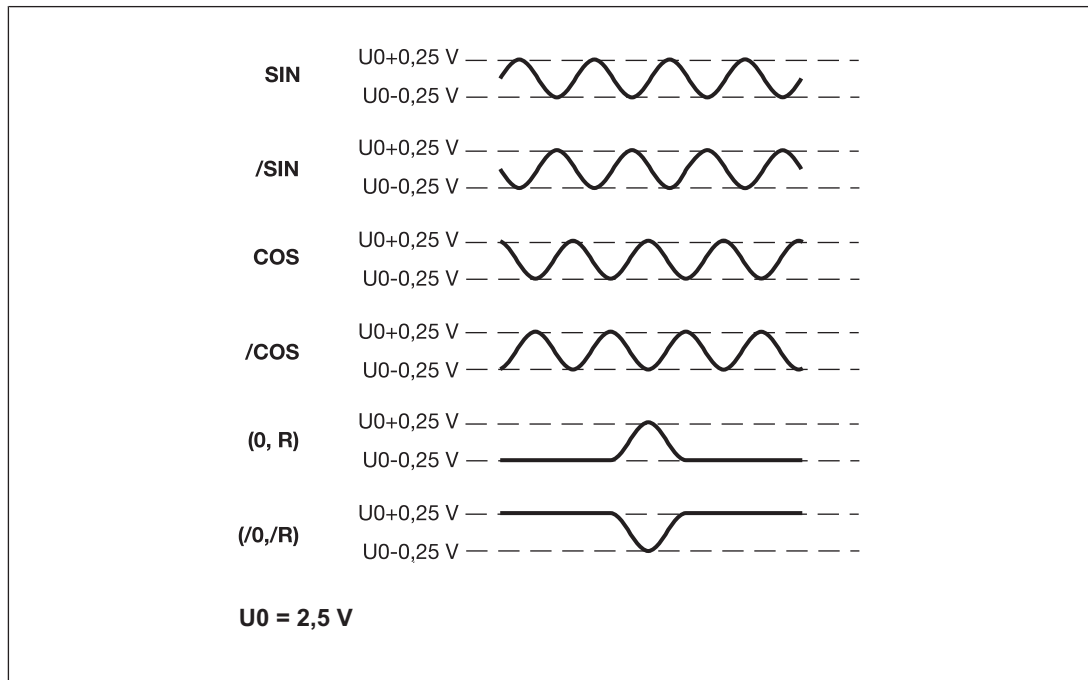 SIN
U0+0,25 V
U0-0,25 V
/SIN
U0+0,25 V
U0-0,25 V
COS
U0+0,25 V
U0-0,25 V
/COS
U0+0,25 V
U0-0,25 V
(0, R)
U0+0,25 V
U0-0,25 V
(/0,/R)
U0+0,25 V
U0-0,25 V
U0 = 2,5 V